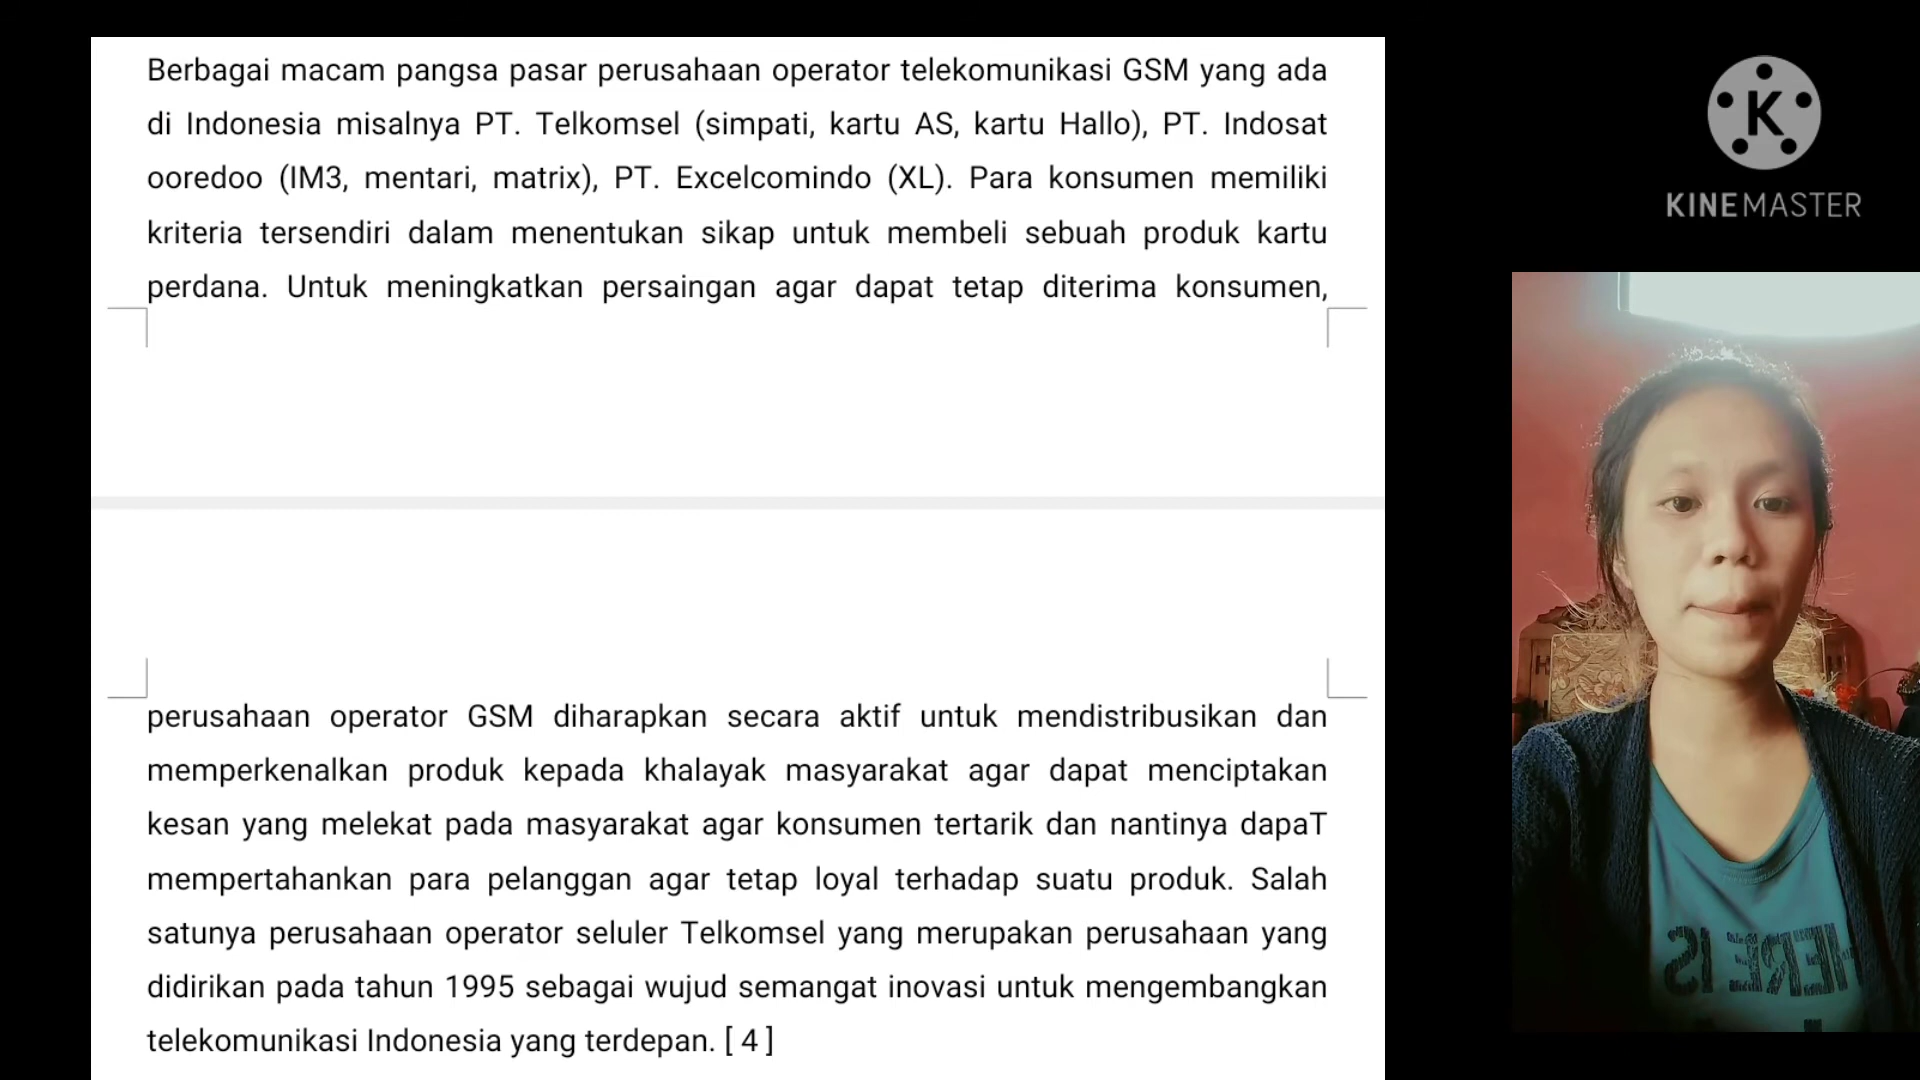 Berbagai macam pangsa pasar perusahaan operator telekomunikasi GSM yang ada
di Indonesia misalnya PT. Telkomsel (simpati, kartu AS, kartu Hallo), PT. Indosat
ooredoo (IM3, mentari, matrix), PT. Excelcomindo (XL). Para konsumen memiliki
kriteria tersendiri dalam menentukan sikap untuk membeli sebuah produk kartu
perdana. Untuk meningkatkan persaingan agar dapat tetap diterima konsumen,
perusahaan operator GSM diharapkan secara aktif untuk mendistribusikan dan
memperkenalkan produk kepada khalayak masyarakat agar dapat menciptakan
kesan yang melekat pada masyarakat agar konsumen tertarik dan nantinya dapaT
mempertahankan para pelanggan agar tetap loyal terhadap suatu produk. Salah
satunya perusahaan operator seluler Telkomsel yang merupakan perusahaan yang
didirikan pada tahun 1995 sebagai wujud semangat inovasi untuk mengembangkan
telekomunikasi Indonesia yang terdepan. [ 4 ]
K
KINEMASTER
HERE IS